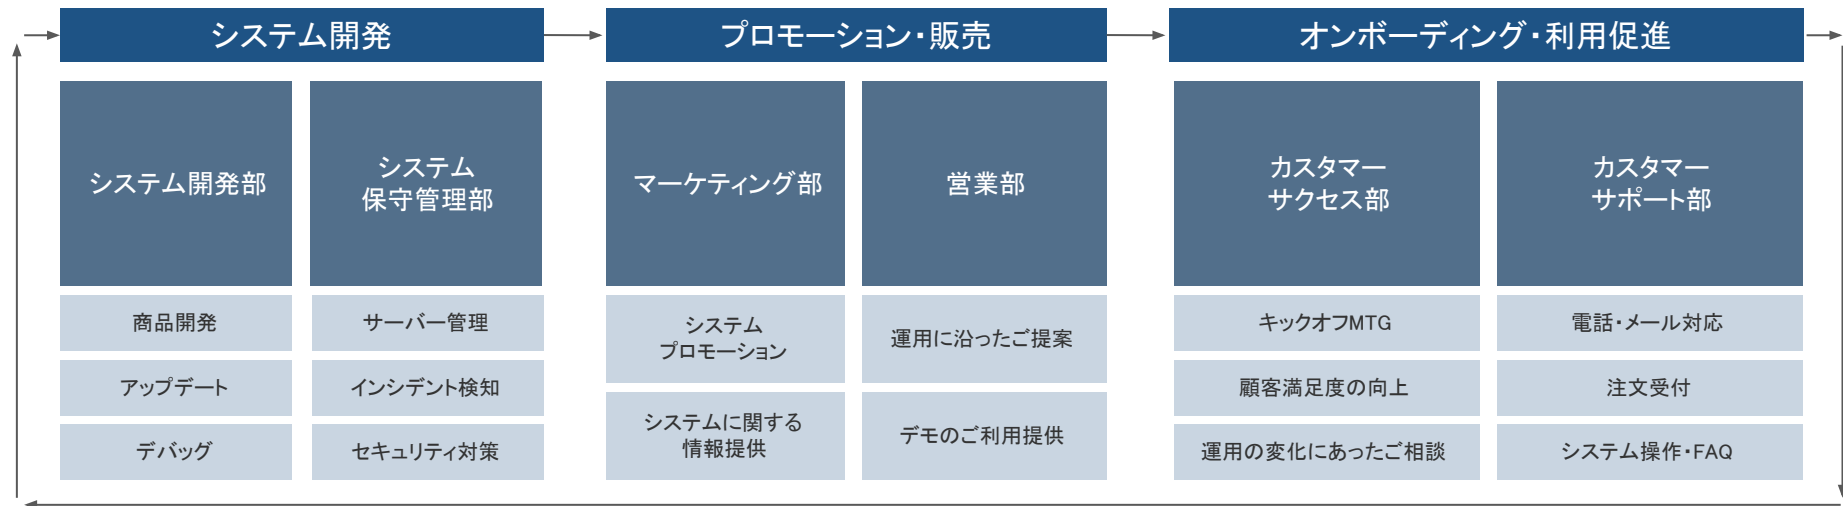 システム開発
プロモーション・販売
オンボーディング・利用促進
システム開発部
システム
保守管理部
マーケティング部
営業部
カスタマー
サクセス部
カスタマー
サポート部
商品開発
アップデート
デバッグ
サーバー管理
インシデント検知
セキュリティ対策
システム
プロモーション
システムに関する
情報提供
運用に沿ったご提案
デモのご利用提供
キックオフMTG
顧客満足度の向上
運用の変化にあったご相談
電話・メール対応
注文受付
システム操作・FAQ